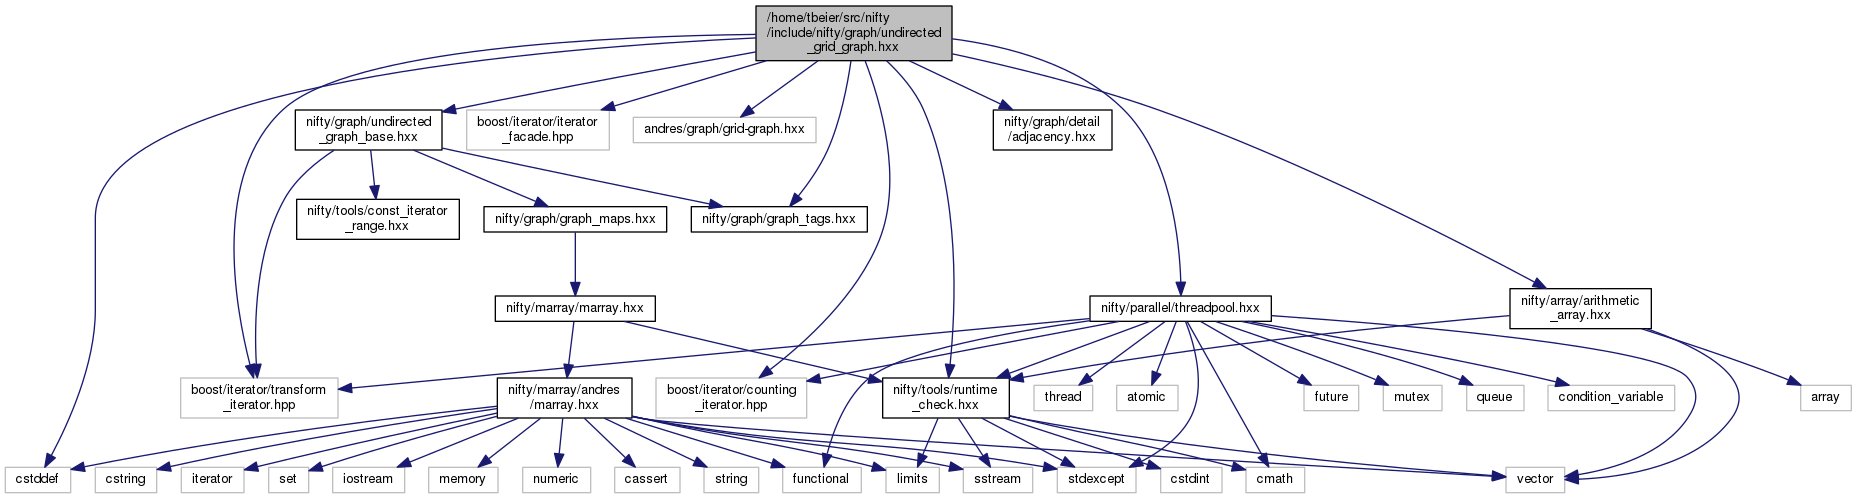 /home/tbeier/src/nifty
/include/nifty/graph/undirected
_grid_graph.hxx
nifty/graph/undirected
_graph_base.hxx
boost/iterator/iterator
_facade.hpp
andres/graph/grid-graph.hxx
nifty/graph/detail
/adjacency.hxx
nifty/tools/const_iterator
_range.hxx
nifty/graph/graph_maps.hxx
nifty/graph/graph_tags.hxx
nifty/marray/marray.hxx
nifty/parallel/threadpool.hxx
nifty/array/arithmetic
_array.hxx
boost/iterator/transform
_iterator.hpp
nifty/marray/andres
/marray.hxx
boost/iterator/counting
_iterator.hpp
nifty/tools/runtime
_check.hxx
thread
atomic
future
mutex
queue
condition_variable
array
cstddef
cstring
iterator
set
iostream
memory
numeric
cassert
string
functional
limits
sstream
stdexcept
cstdint
cmath
vector